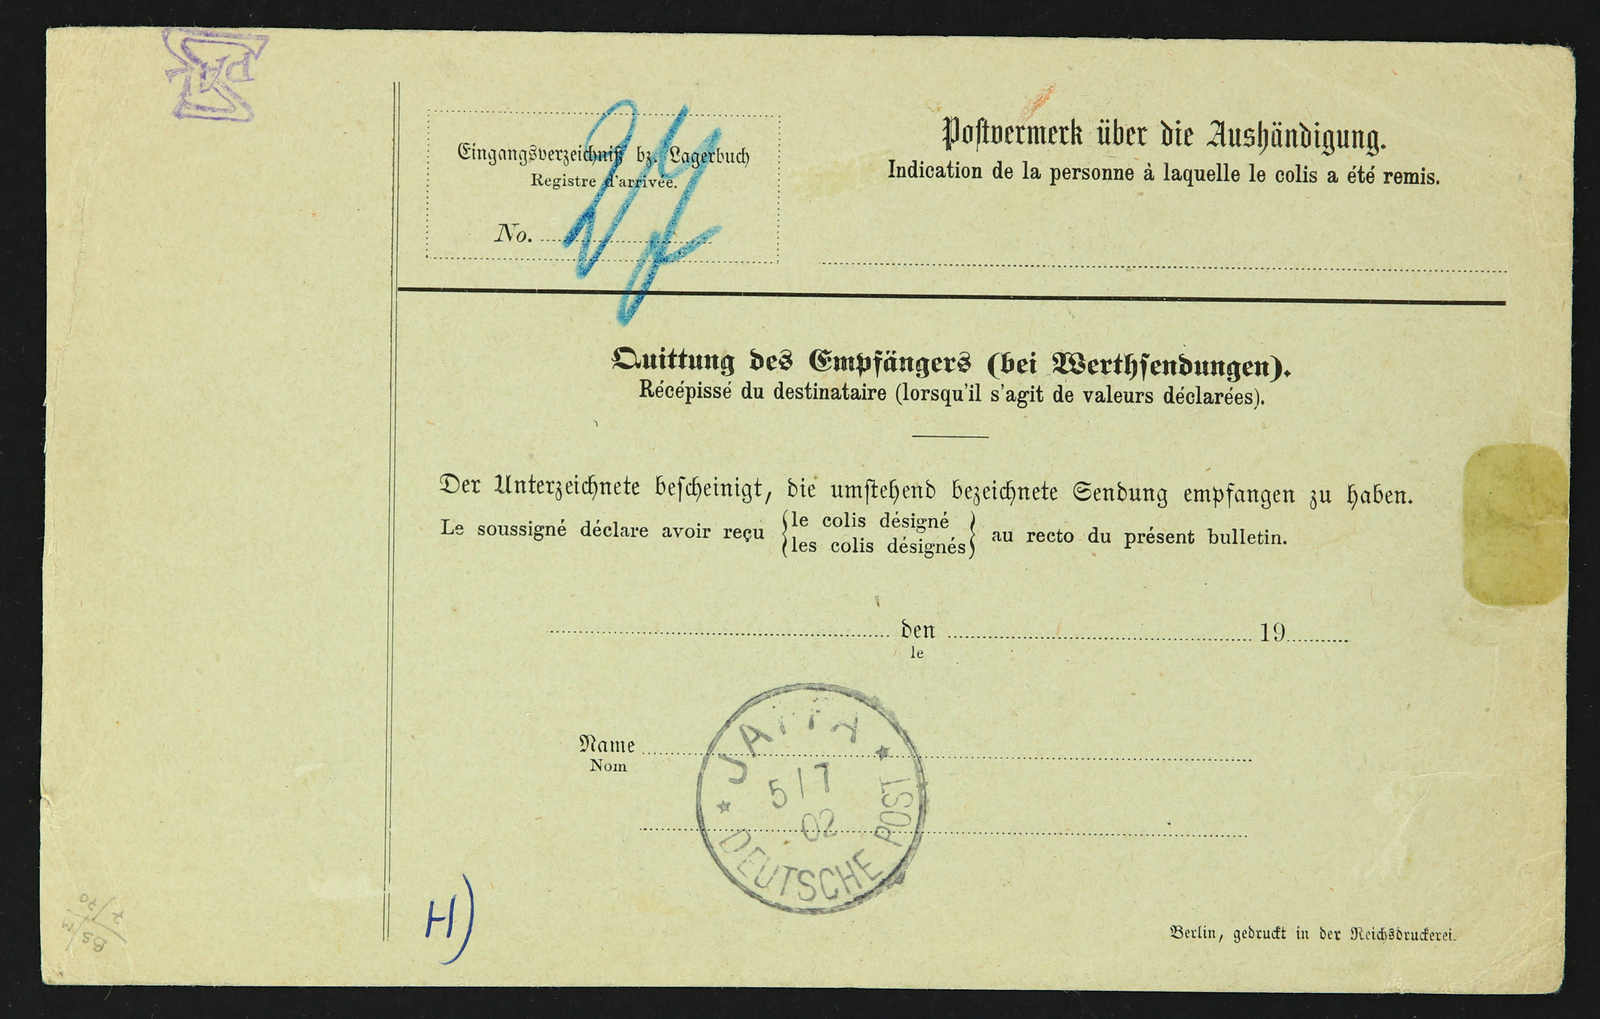 Eingangsverzeichniß bz. Lagerbuch
Registre d'arrivée.
No.
Postvermerk über die Aushändigung.
Indication de la personne à laquelle le colis a été remis.
Quittung des Empfängers (bei Werthsendungen).
Récépissé du destinataire (lorsqu'il s'agit de valeurs déclarées).
Der Unterzeichnete bescheinigt, die umstehend bezeichnete Sendung empfangen zu haben.
Le soussigné déclare avoir reçu {le colis désigné / les colis désignés} au recto du présent bulletin.
den 19
le
Name
Nom
JAFFA
5/7
02
DEUTSCHE POST
H)
Berlin, gedruckt in der Reichsdruckerei.